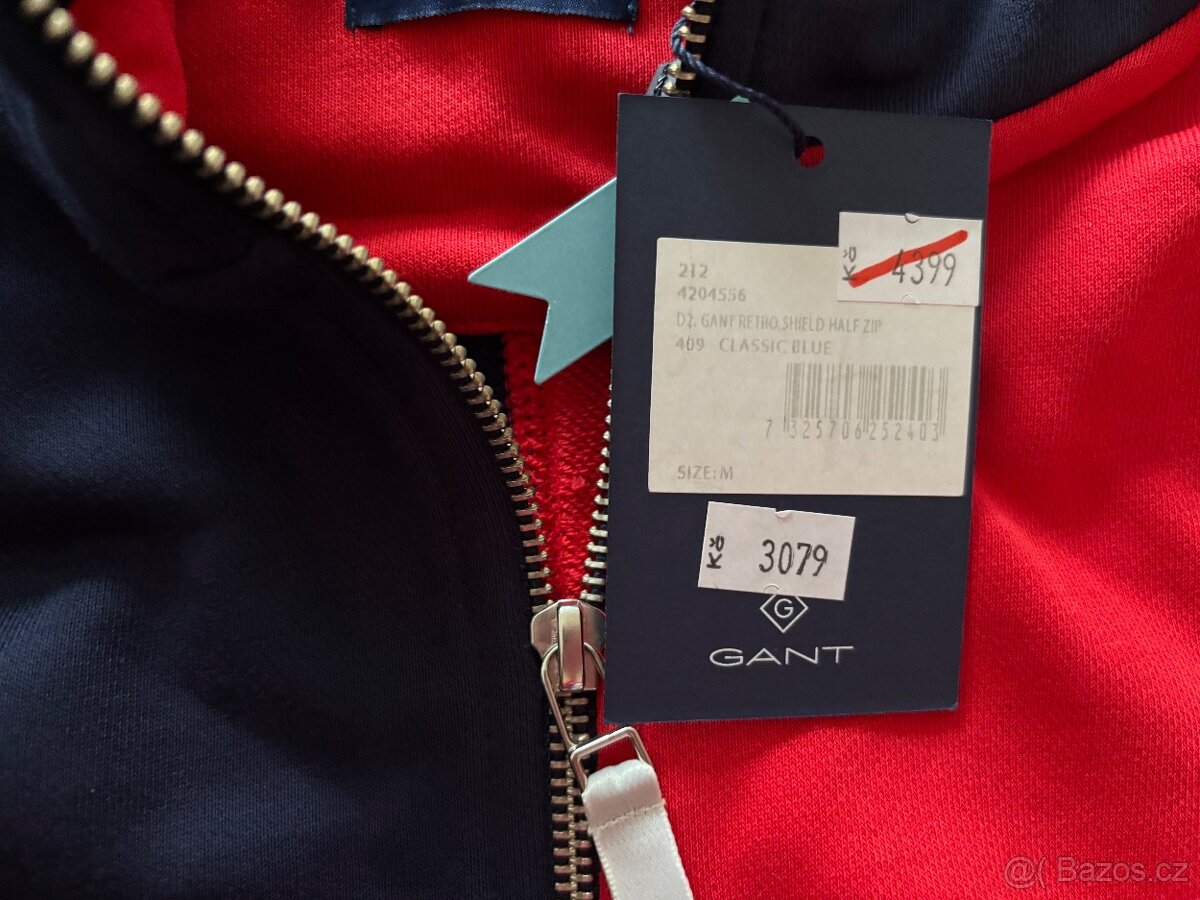 212
4204556
D2. GANT RETRO SHIELD HALF ZIP
409 CLASSIC BLUE
Kč 4399
7 325706 252403
SIZE: M
Kč 3079
G
GANT
@( Bazos.cz